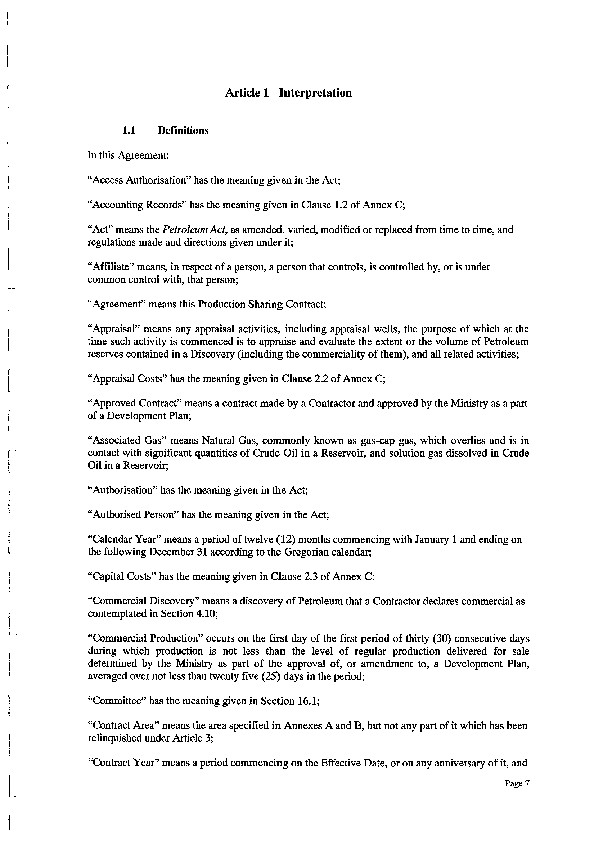 Article 1 Interpretation
1.1 Definitions
In this Agreement:
"Access Authorisation" has the meaning given in the Act;
"Accounting Records" has the meaning given in Clause 1.2 of Annex C;
"Act" means the Petroleum Act, as amended, varied, modified or replaced from time to time, and
regulations made and directions given under it;
"Affiliate" means, in respect of a person, a person that controls, is controlled by, or is under
common control with, that person;
"Agreement" means this Production Sharing Contract;
"Appraisal" means any appraisal activities, including appraisal wells, the purpose of which at the
time such activity is commenced is to appraise and evaluate the extent or the volume of Petroleum
reserves contained in a Discovery (including the commerciality of them), and all related activities;
"Appraisal Costs" has the meaning given in Clause 2.2 of Annex C;
"Approved Contract" means a contract made by a Contractor and approved by the Ministry as a part
of a Development Plan;
"Associated Gas" means Natural Gas, commonly known as gas-cap gas, which overlies and is in
contact with significant quantities of Crude Oil in a Reservoir, and solution gas dissolved in Crude
Oil in a Reservoir;
"Authorisation" has the meaning given in the Act;
"Authorised Person" has the meaning given in the Act;
"Calendar Year" means a period of twelve (12) months commencing with January 1 and ending on
the following December 31 according to the Gregorian calendar;
"Capital Costs" has the meaning given in Clause 2.3 of Annex C;
"Commercial Discovery" means a discovery of Petroleum that a Contractor declares commercial as
contemplated in Section 4.10;
"Commercial Production" occurs on the first day of the first period of thirty (30) consecutive days
during which production is not less than the level of regular production delivered for sale
determined by the Ministry as part of the approval of, or amendment to, a Development Plan,
averaged over not less than twenty five (25) days in the period;
"Committee" has the meaning given in Section 16.1;
"Contract Area" means the area specified in Annexes A and B, but not any part of it which has been
relinquished under Article 3;
"Contract Year" means a period commencing on the Effective Date, or on any anniversary of it, and
Page 7